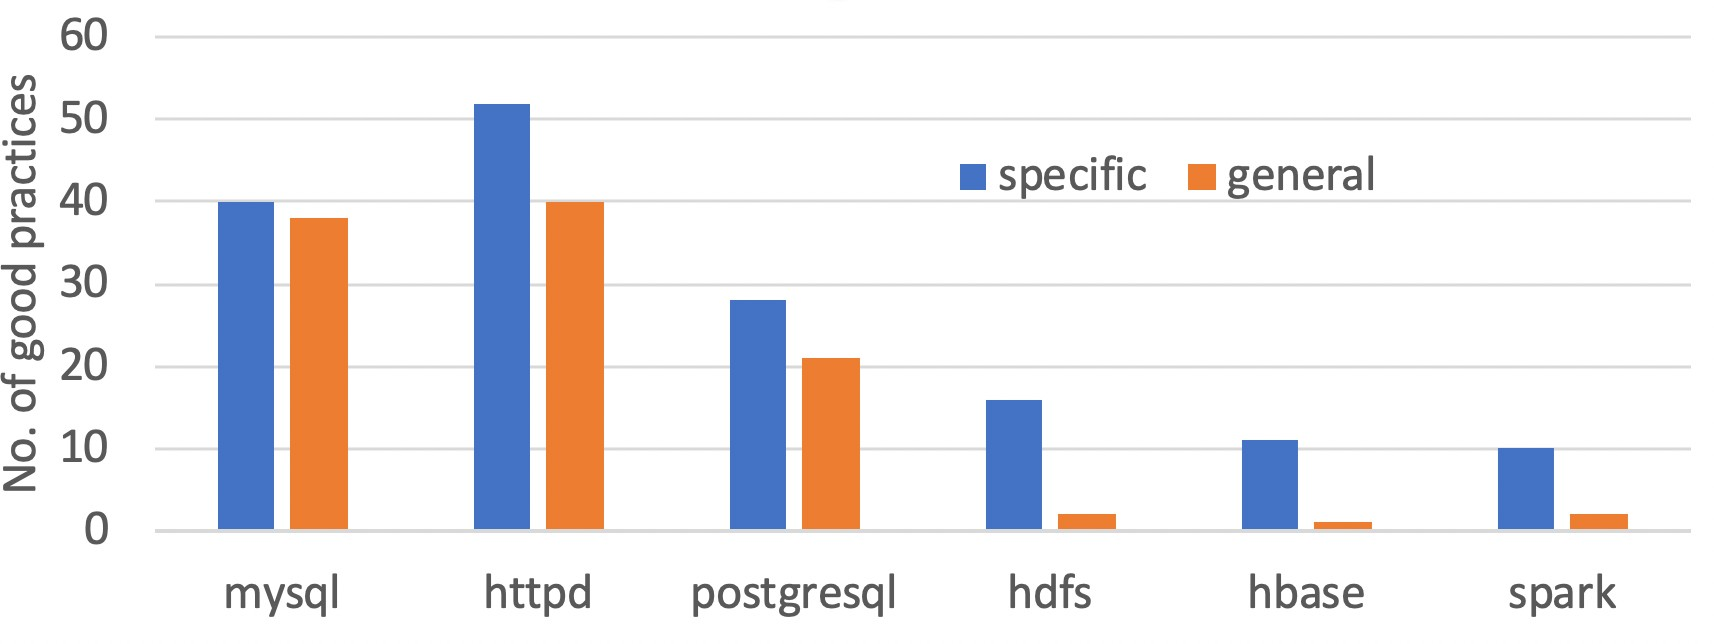 No. of good practices
60
50
40
30
20
10
0
specific general
mysql httpd postgresql hdfs hbase spark